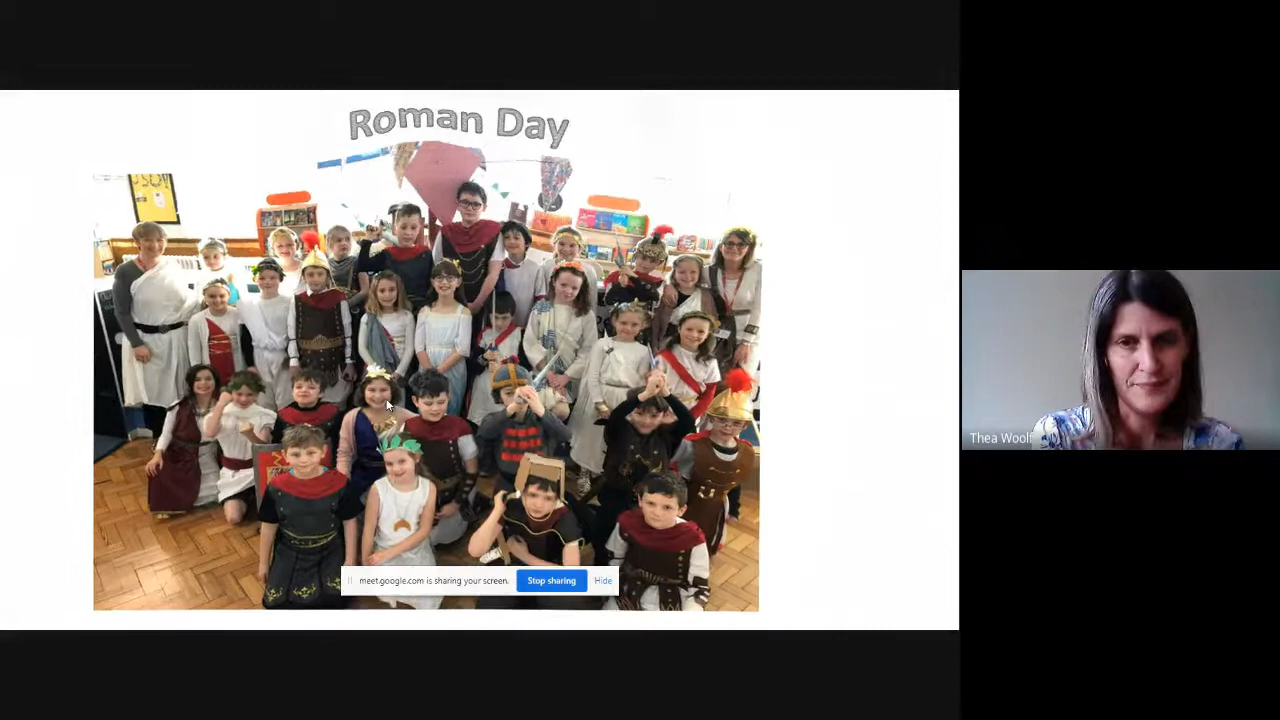 Roman Day
meet.google.com is sharing your screen.
Stop sharing
Hide
Thea Woolf